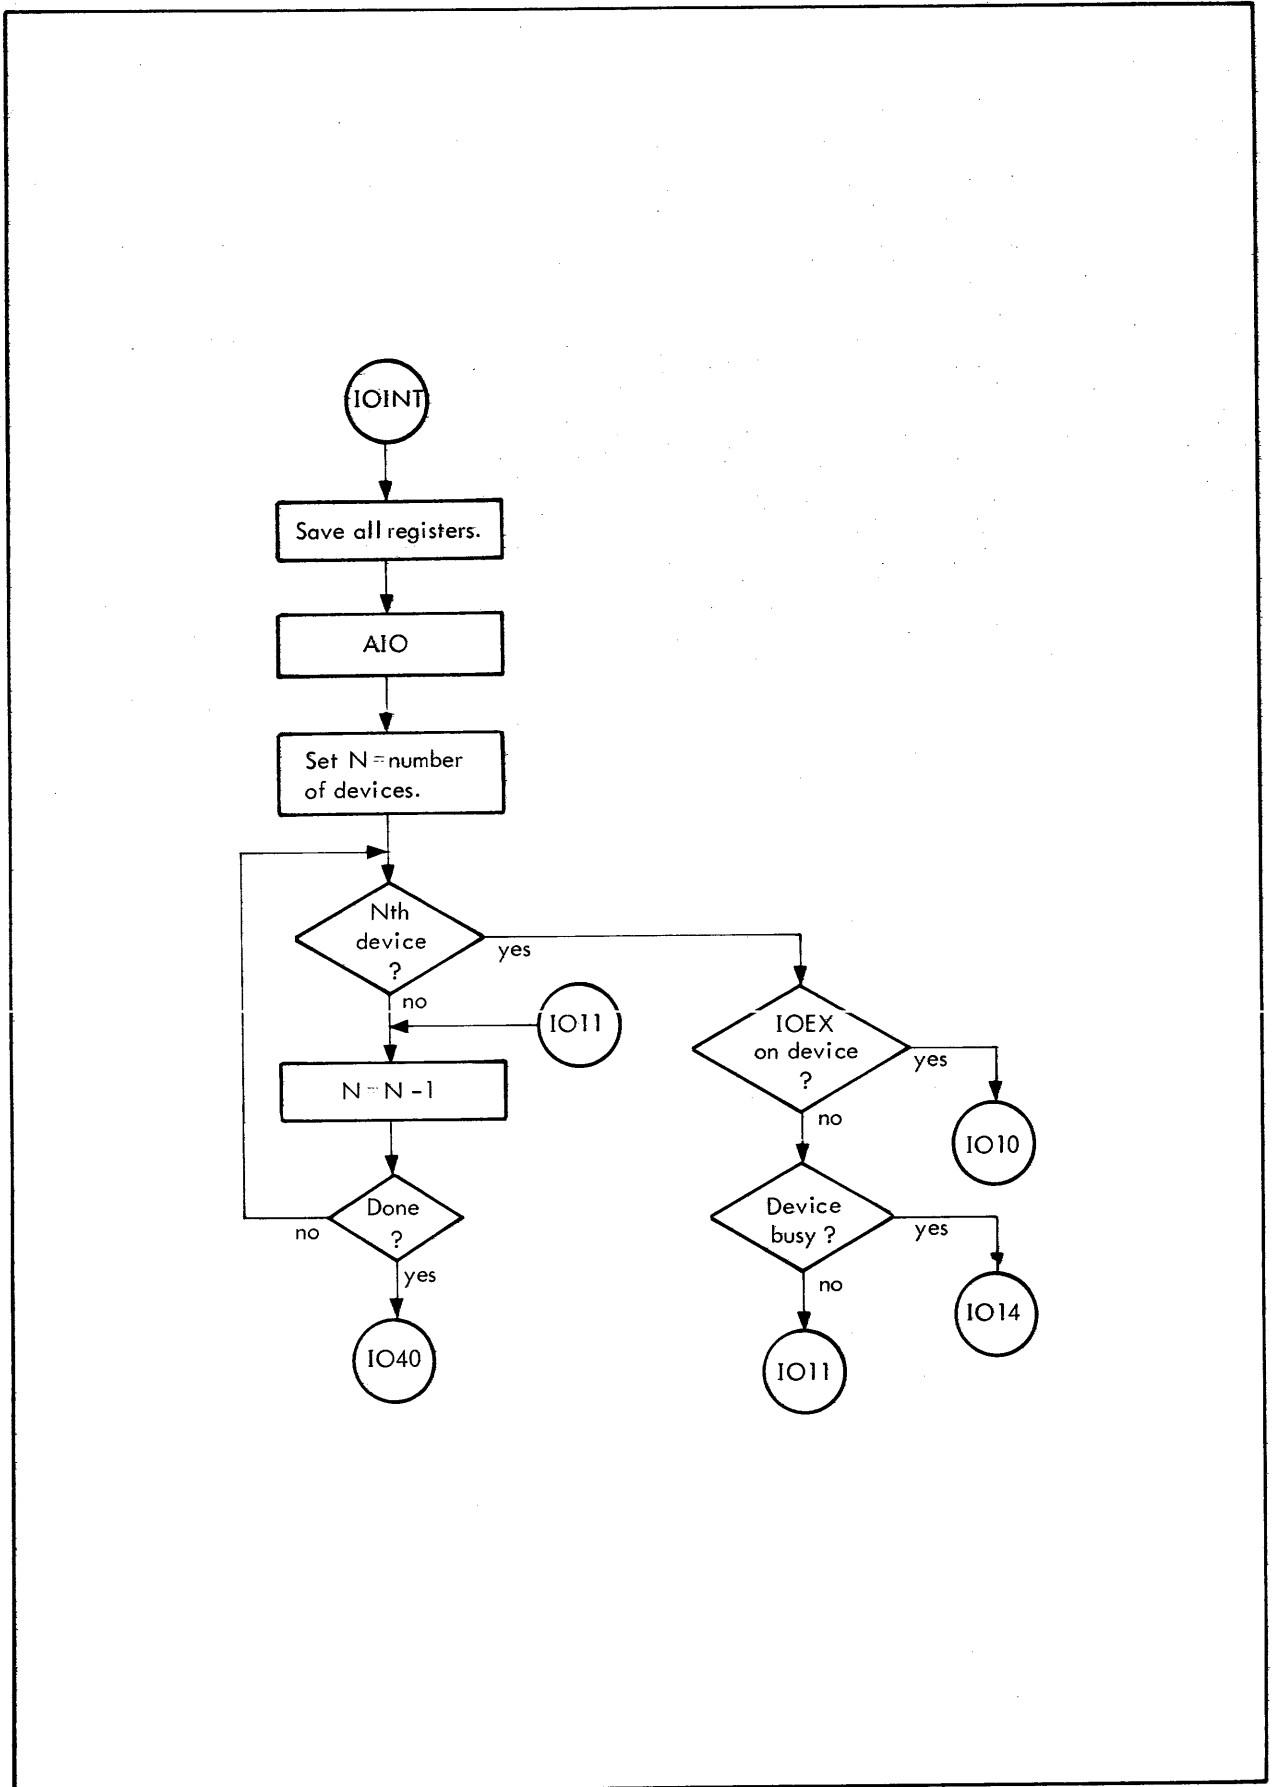 IOINT
Save all registers.
AIO
Set N=number
of devices.
Nth
device
?
yes
no
IO11
N=N-1
Done
?
no
yes
IO40
IOEX
on device
?
yes
no
IO10
Device
busy ?
yes
no
IO14
IO11